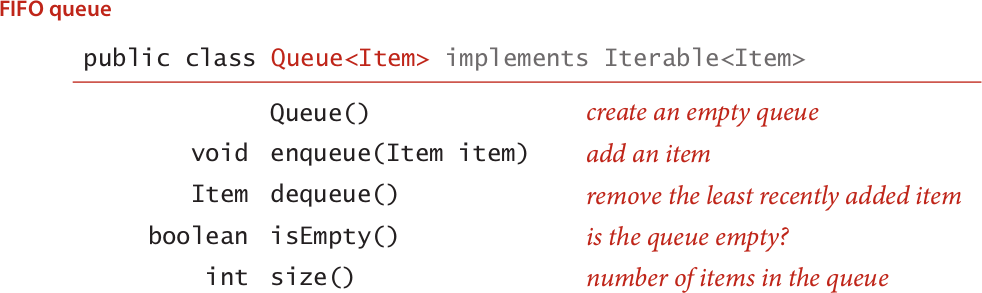 FIFO queue
public class Queue<Item> implements Iterable<Item>
Queue() create an empty queue
void enqueue(Item item) add an item
Item dequeue() remove the least recently added item
boolean isEmpty() is the queue empty?
int size() number of items in the queue